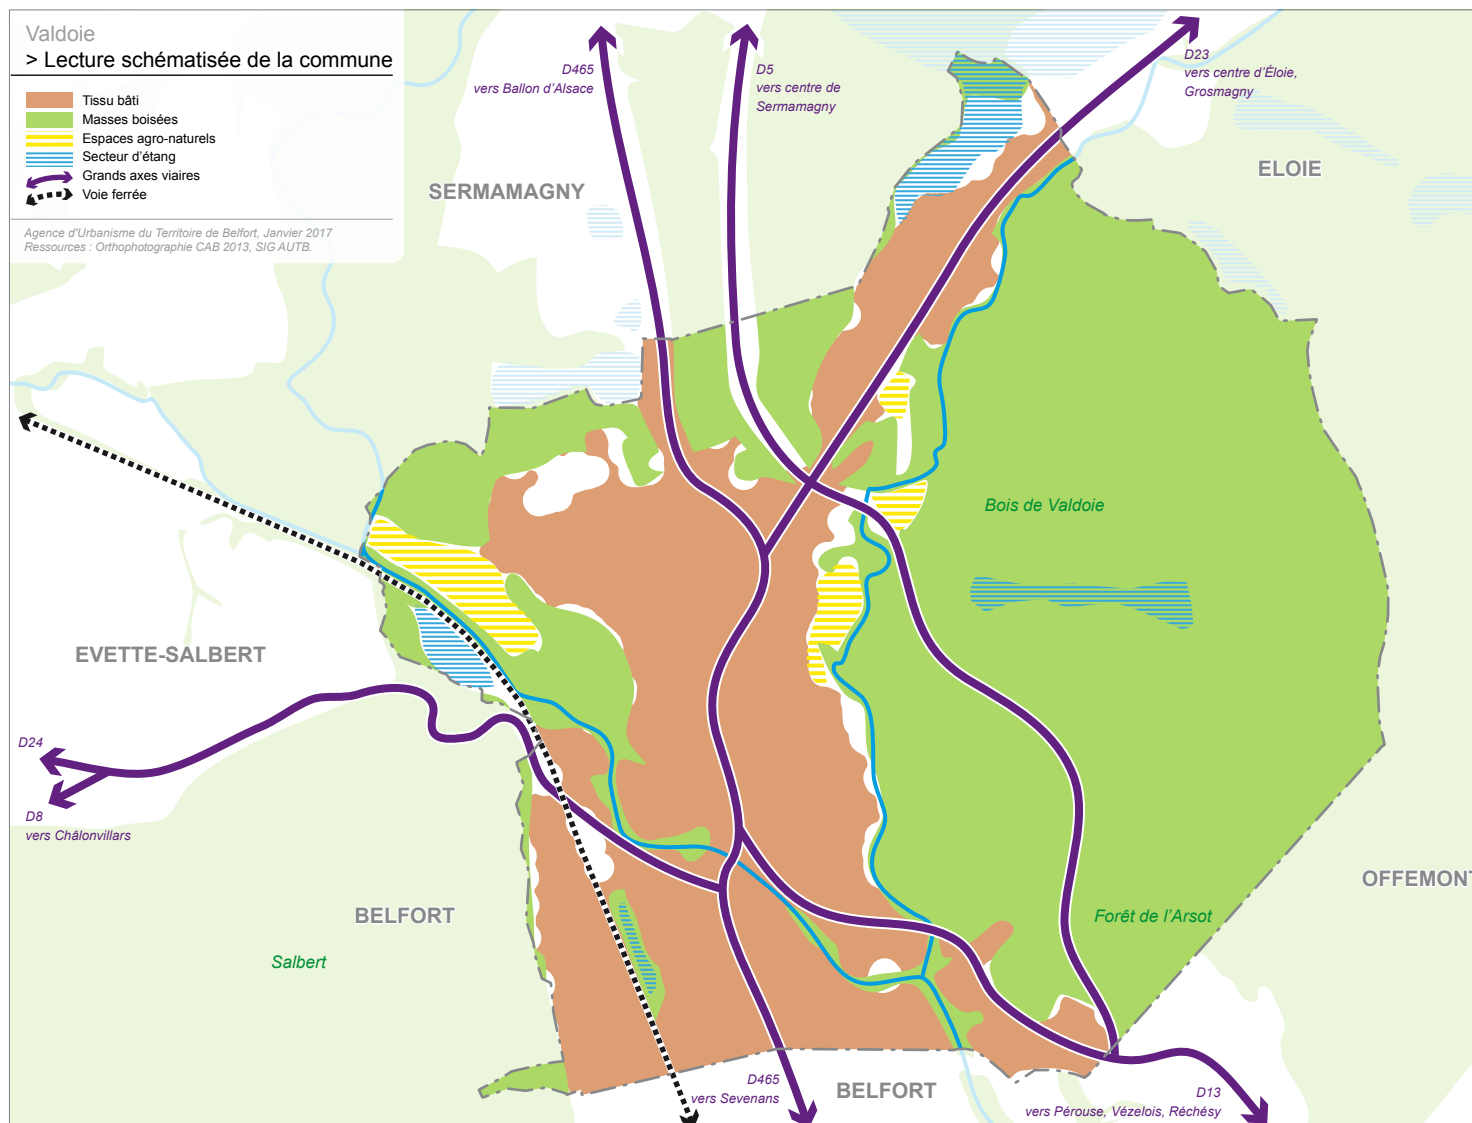 Valdoie
> Lecture schématisée de la commune
Tissu bâti
Masses boisées
Espaces agro-naturels
Secteur d'étang
Grands axes viaires
Voie ferrée
Agence d'Urbanisme du Territoire de Belfort, Janvier 2017
Ressources : Orthophotographie CAB 2013, SIG AUTB.
D465
vers Ballon d'Alsace
D5
vers centre de
Sermamagny
D23
vers centre d'Éloie,
Grosmagny
SERMAMAGNY
ELOIE
Bois de Valdoie
EVETTE-SALBERT
D24
D8
vers Châlonvillars
BELFORT
Salbert
OFFEMONT
Forêt de l'Arsot
D465
vers Sevenans
BELFORT
D13
vers Pérouse, Vézelois, Réchésy